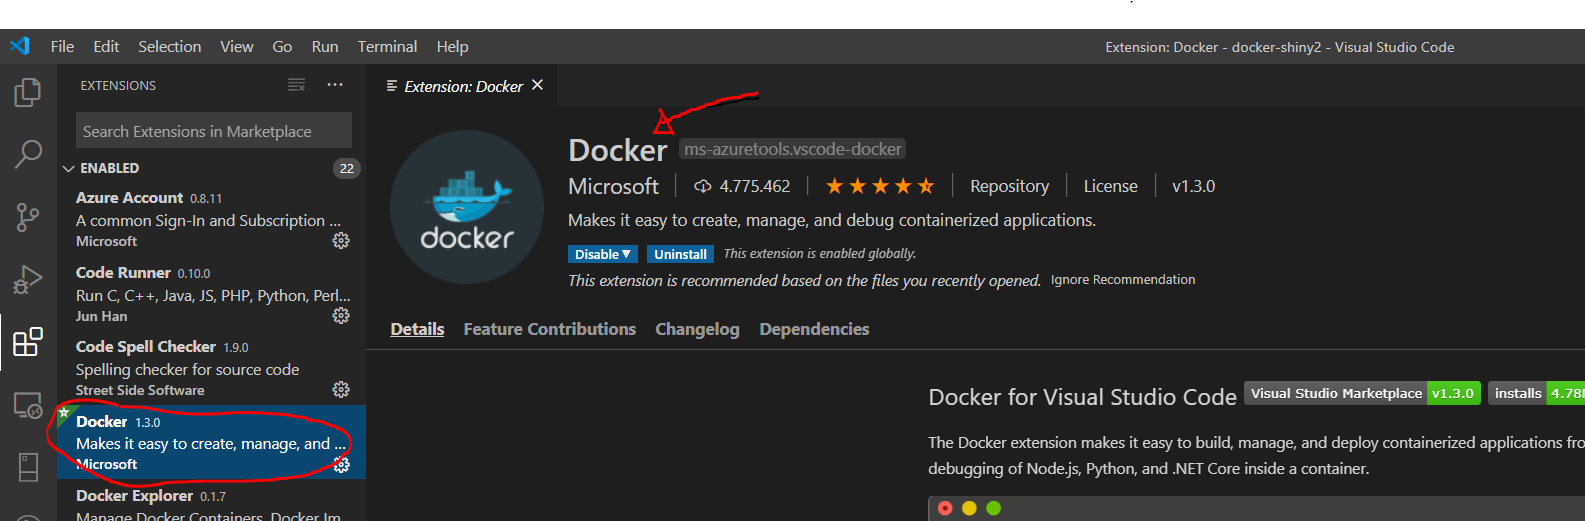 File Edit Selection View Go Run Terminal Help
Extension: Docker - docker-shiny2 - Visual Studio Code
EXTENSIONS
Search Extensions in Marketplace
ENABLED 22
Azure Account 0.8.11
A common Sign-In and Subscription ...
Microsoft
Code Runner 0.10.0
Run C, C++, Java, JS, PHP, Python, Perl,...
Jun Han
Code Spell Checker 1.9.0
Spelling checker for source code
Street Side Software
Docker 1.3.0
Makes it easy to create, manage, and ...
Microsoft
Docker Explorer 0.1.7
Manage Docker Containers, Docker Im
Extension: Docker
docker
Docker ms-azuretools.vscode-docker
Microsoft 4.775.462 Repository License v1.3.0
Makes it easy to create, manage, and debug containerized applications.
Disable Uninstall This extension is enabled globally.
This extension is recommended based on the files you recently opened. Ignore Recommendation
Details Feature Contributions Changelog Dependencies
Docker for Visual Studio Code Visual Studio Marketplace v1.3.0 installs 4.78
The Docker extension makes it easy to build, manage, and deploy containerized applications fro
debugging of Node.js, Python, and .NET Core inside a container.